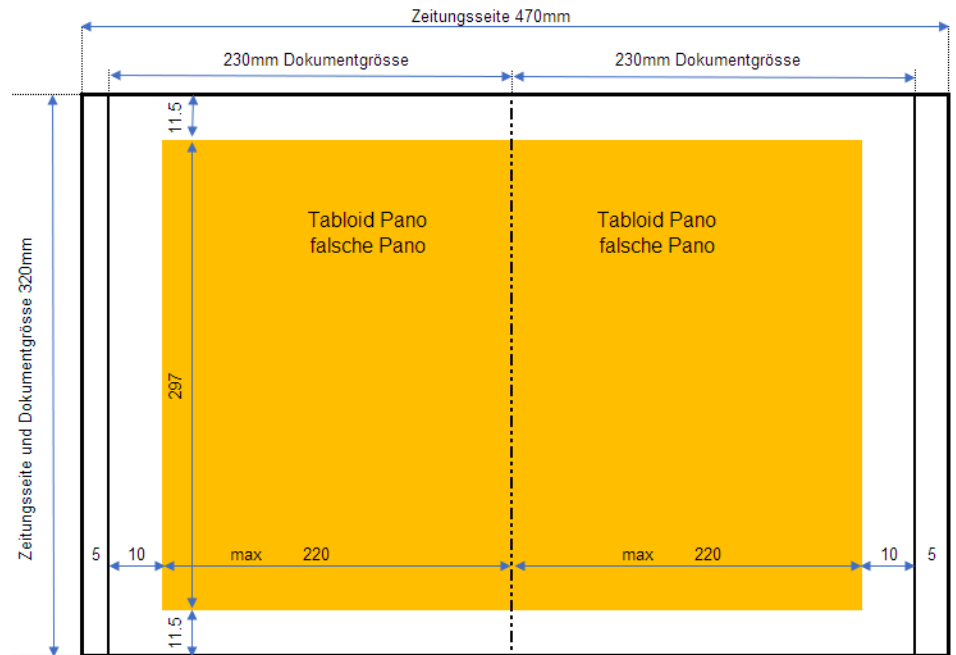 Zeitungsseite 470mm
230mm Dokumentgrösse
230mm Dokumentgrösse
11.5
Tabloid Pano
falsche Pano
Tabloid Pano
falsche Pano
Zeitungsseite und Dokumentgrösse 320mm
297
5
10
max 220
max 220
10
5
11.5